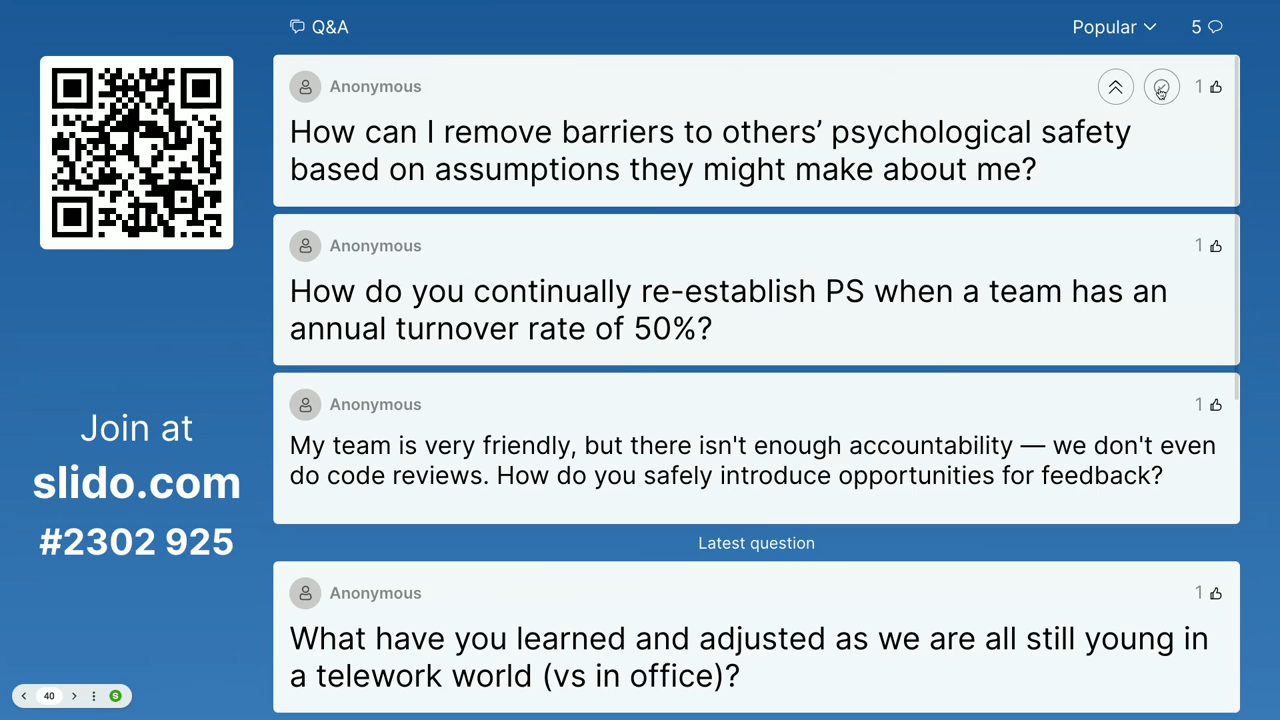 Q&A
Popular
5
Anonymous
1
How can I remove barriers to others’ psychological safety
based on assumptions they might make about me?
Anonymous
1
How do you continually re-establish PS when a team has an
annual turnover rate of 50%?
Anonymous
1
My team is very friendly, but there isn't enough accountability — we don't even
do code reviews. How do you safely introduce opportunities for feedback?
Latest question
Anonymous
1
What have you learned and adjusted as we are all still young in
a telework world (vs in office)?
Join at
slido.com
#2302 925
40
S